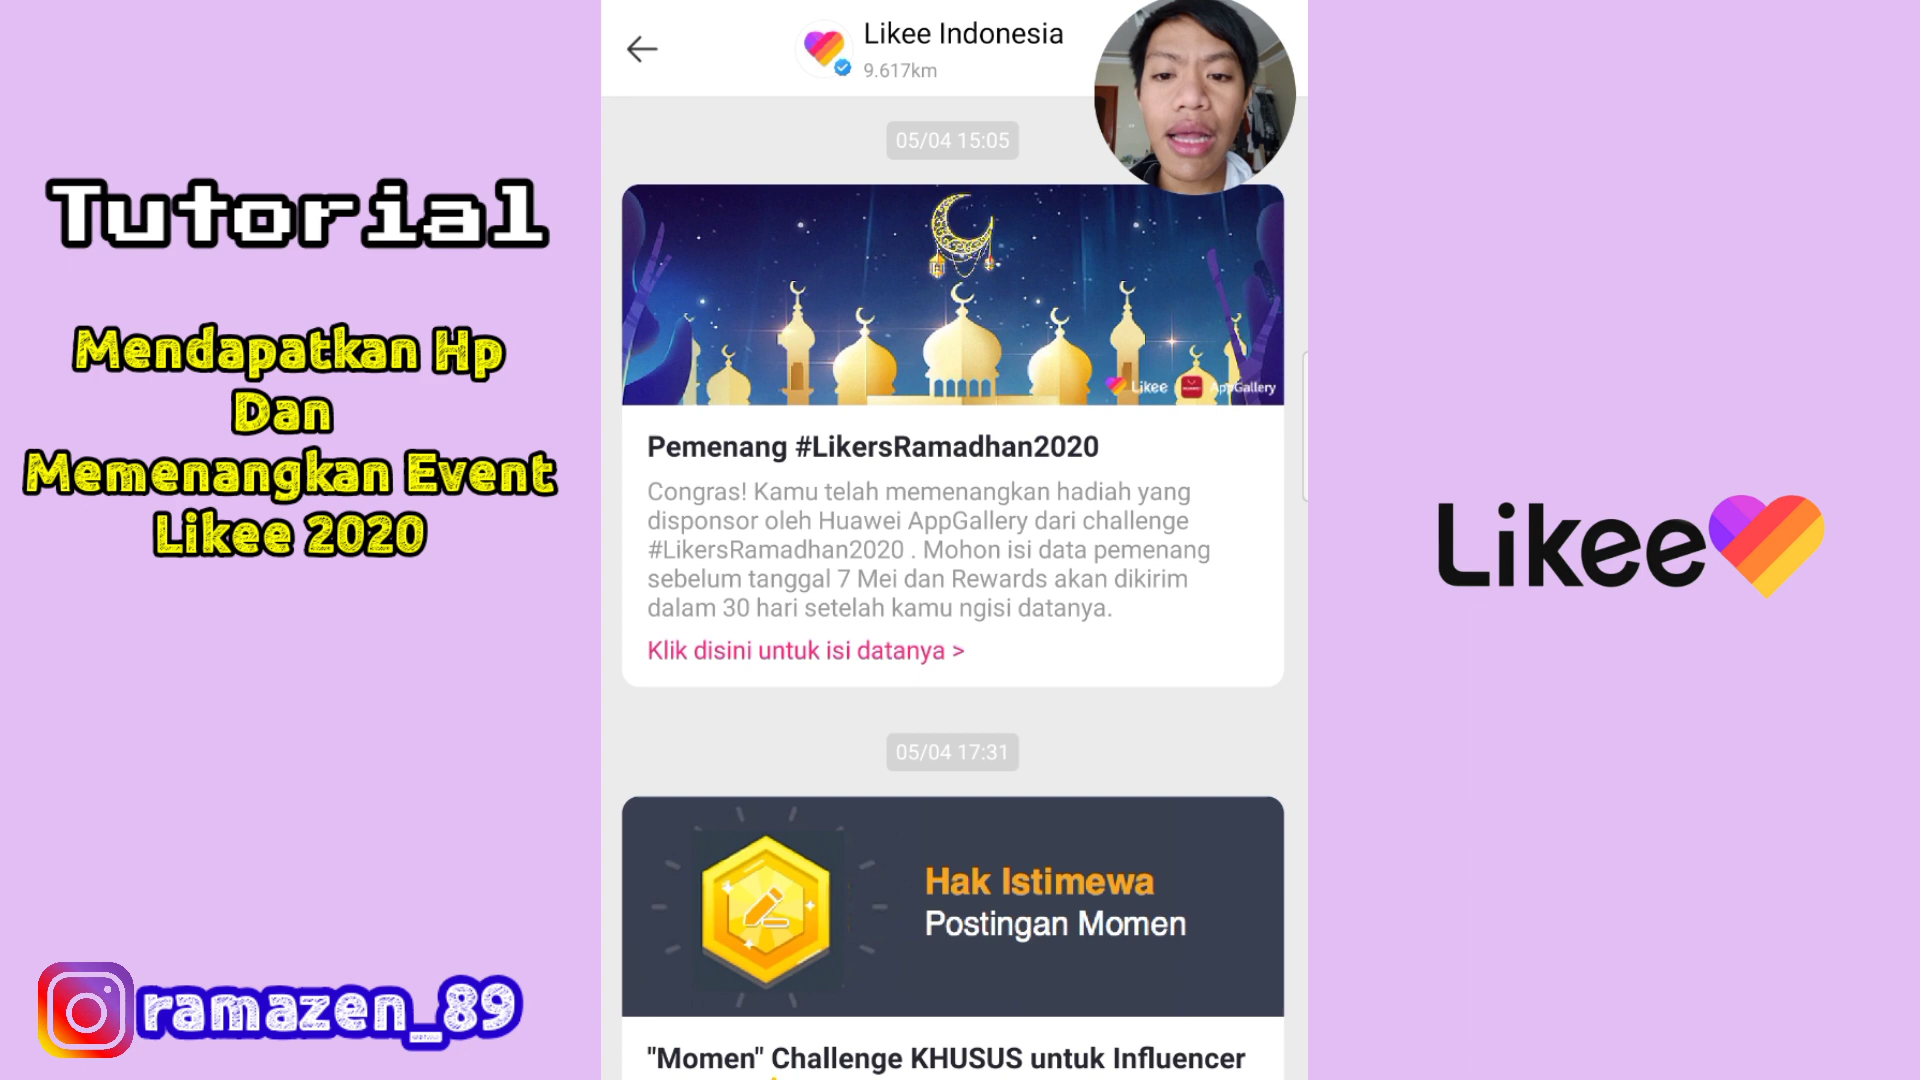 Tutorial
Mendapatkan Hp
Dan
Memenangkan Event
Likee 2020
ramazen_89
Likee Indonesia
9.617km
05/04 15:05
Likee
HUAWEI
AppGallery
Pemenang #LikersRamadhan2020
Congras! Kamu telah memenangkan hadiah yang
disponsor oleh Huawei AppGallery dari challenge
#LikersRamadhan2020 . Mohon isi data pemenang
sebelum tanggal 7 Mei dan Rewards akan dikirim
dalam 30 hari setelah kamu ngisi datanya.
Klik disini untuk isi datanya >
05/04 17:31
Hak Istimewa
Postingan Momen
"Momen" Challenge KHUSUS untuk Influencer
Likee